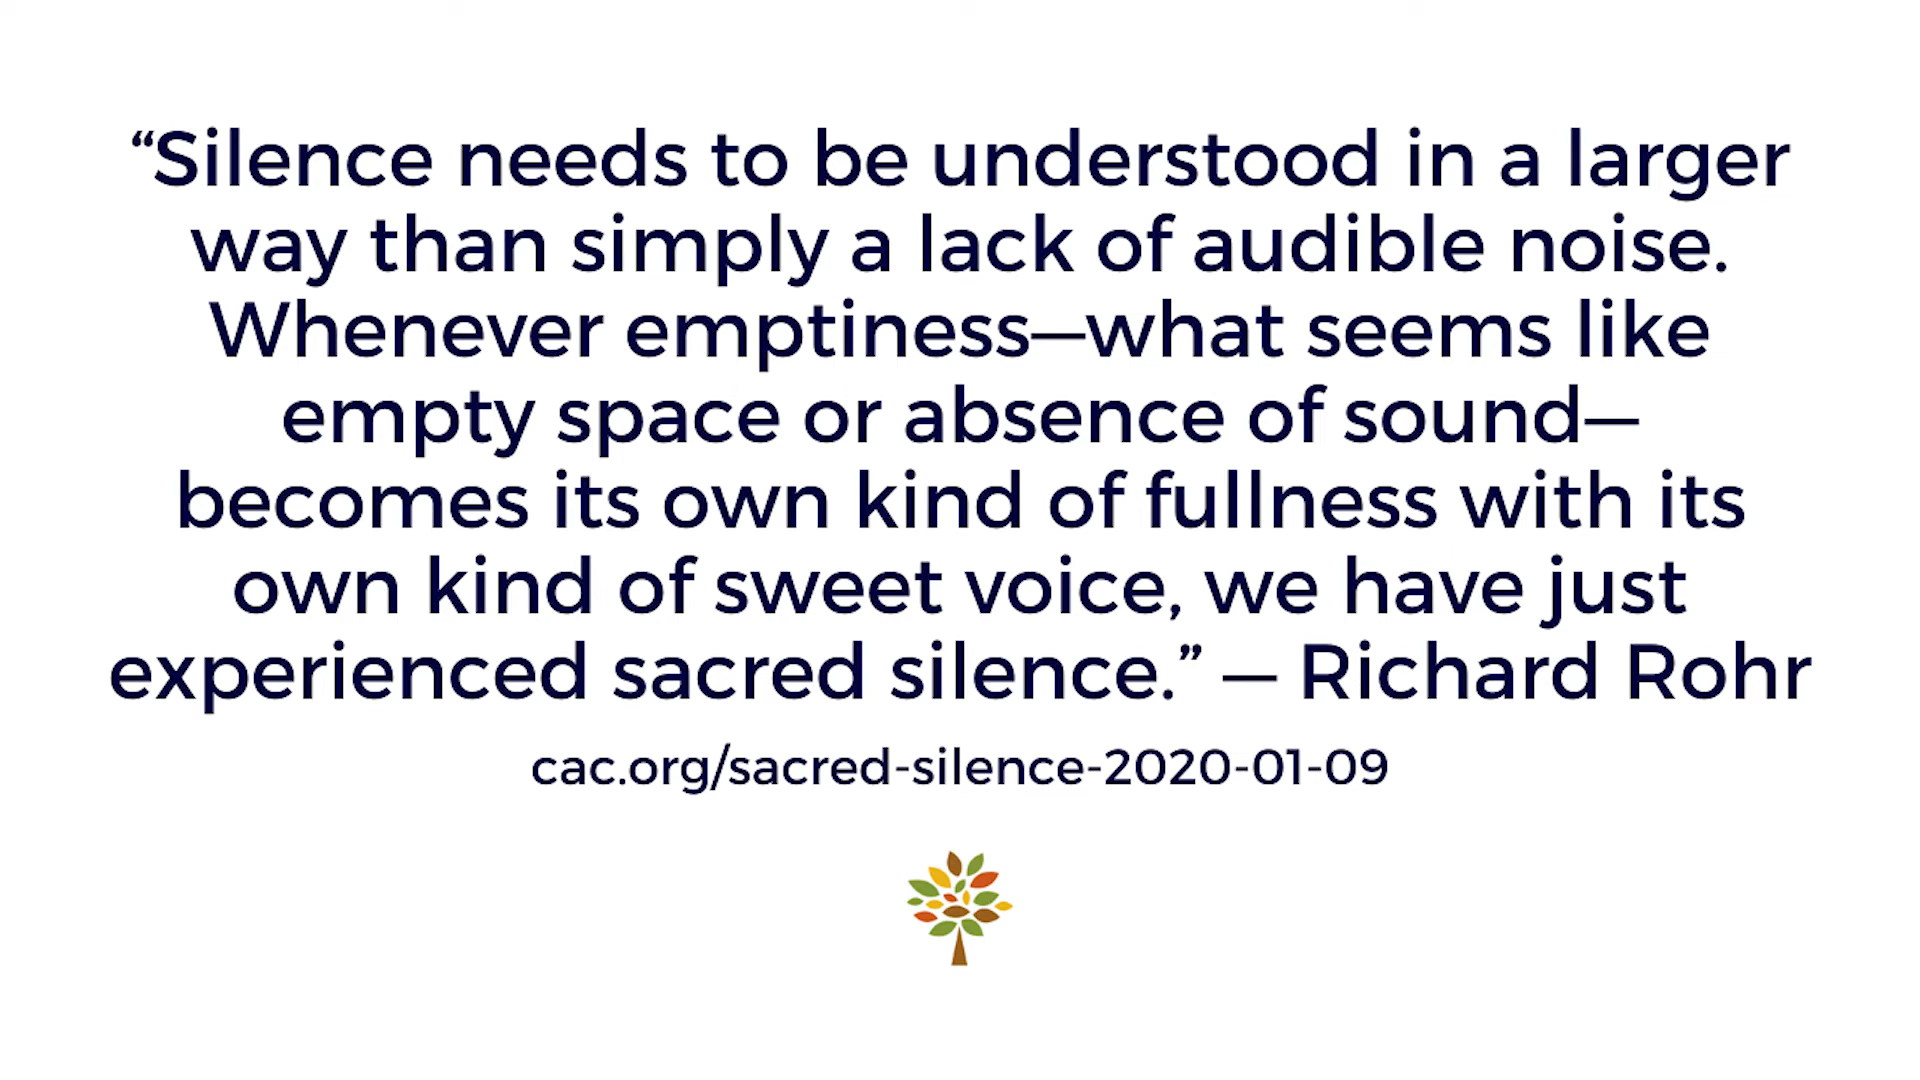 “Silence needs to be understood in a larger
way than simply a lack of audible noise.
Whenever emptiness—what seems like
empty space or absence of sound—
becomes its own kind of fullness with its
own kind of sweet voice, we have just
experienced sacred silence.” — Richard Rohr
cac.org/sacred-silence-2020-01-09